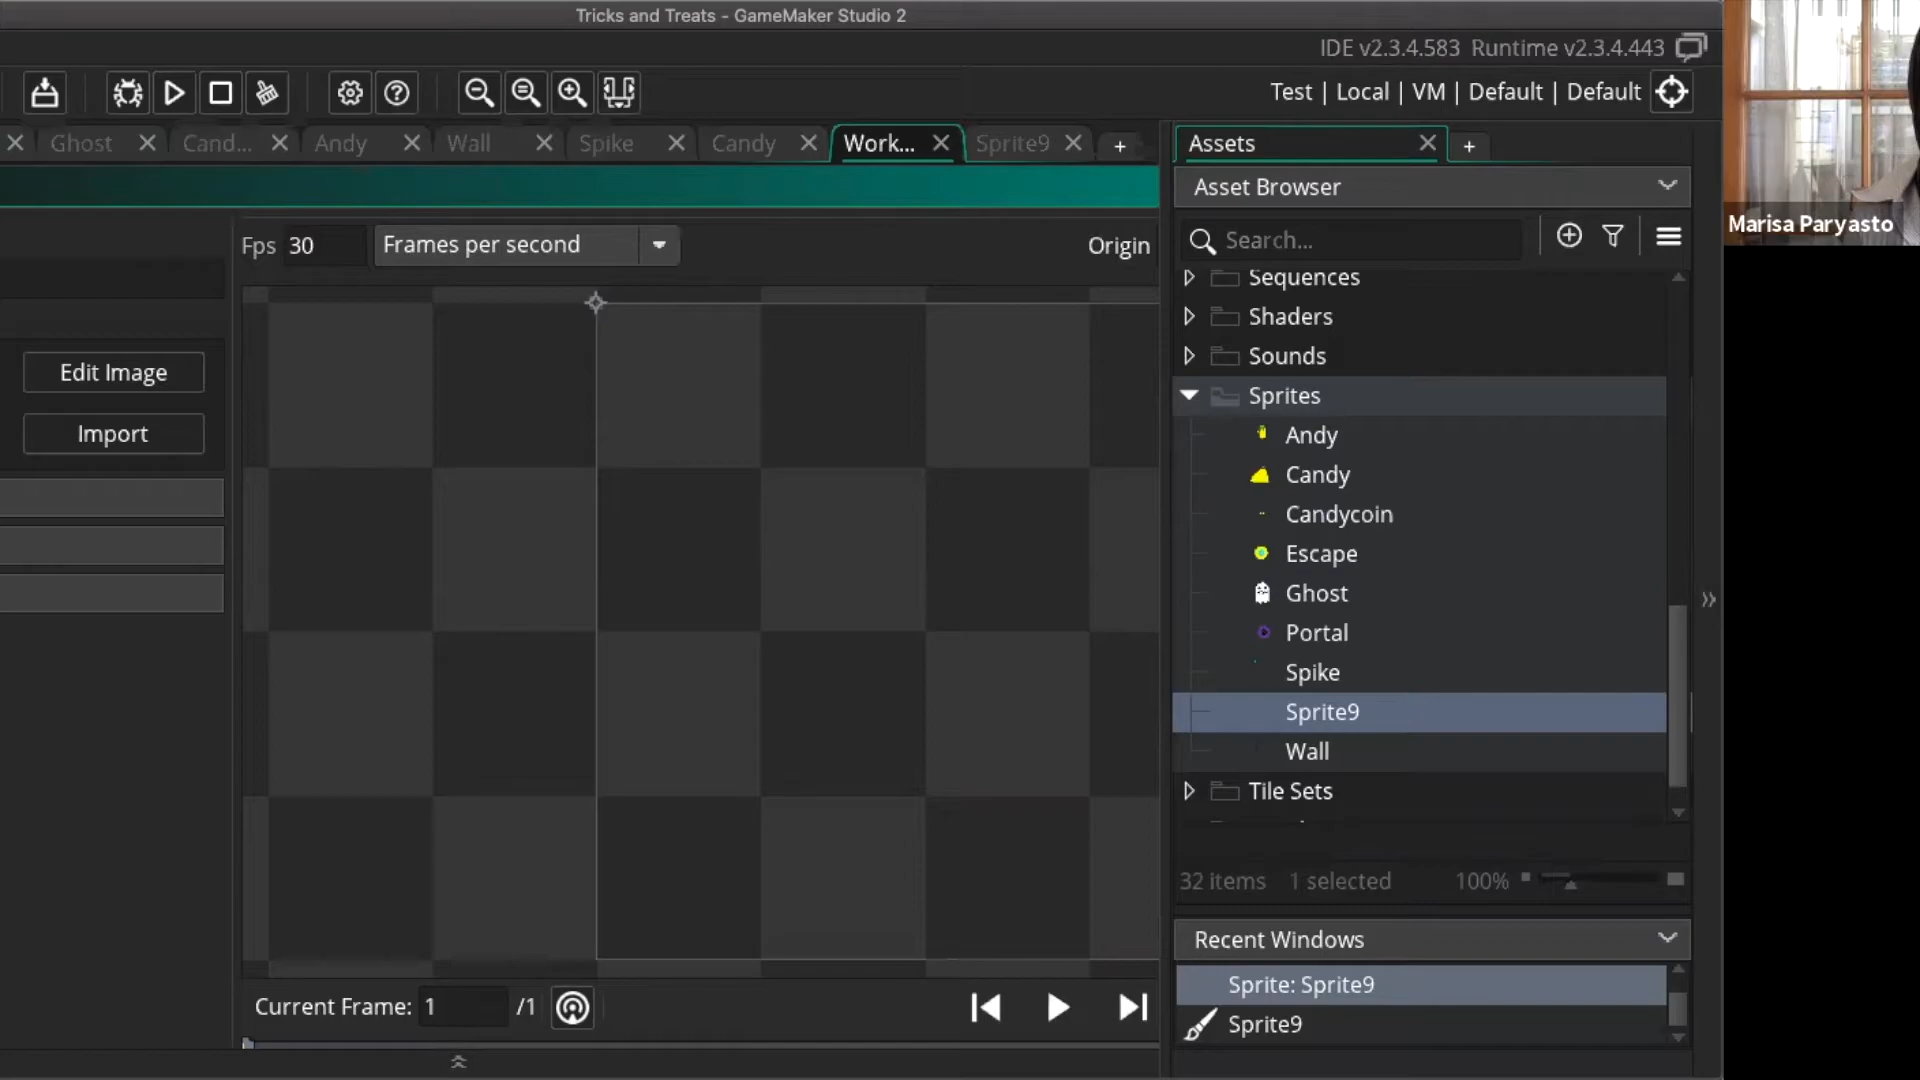 Tricks and Treats - GameMaker Studio 2
IDE v2.3.4.583 Runtime v2.3.4.443
Test | Local | VM | Default | Default
Ghost
Cand...
Andy
Wall
Spike
Candy
Work...
Sprite9
+
Assets
+
Asset Browser
Marisa Paryasto
Fps 30
Frames per second
Origin
Search...
Sequences
Shaders
Sounds
Edit Image
Import
Sprites
Andy
Candy
Candycoin
Escape
Ghost
Portal
Spike
Sprite9
Wall
Tile Sets
32 items 1 selected 100%
Recent Windows
Sprite: Sprite9
Sprite9
Current Frame: 1 /1